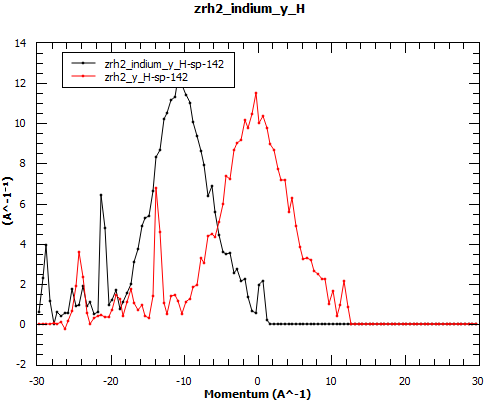 zrh2_indium_y_H
14
12
10
8
6
4
2
0
-2
(A^-1-1)
zrh2_indium_y_H-sp-142
zrh2_y_H-sp-142
-30 -20 -10 0 10 20 30
Momentum (A^-1)